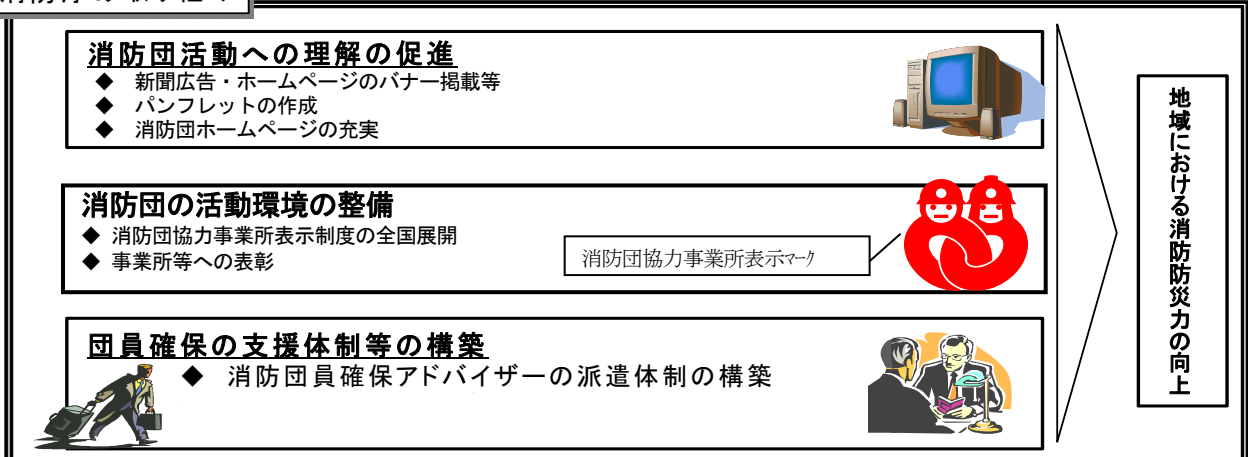 消防団活動への理解の促進
◆ 新聞広告・ホームページのバナー掲載等
◆ パンフレットの作成
◆ 消防団ホームページの充実
消防団の活動環境の整備
◆ 消防団協力事業所表示制度の全国展開
◆ 事業所等への表彰
消防団協力事業所表示マーク
団員確保の支援体制等の構築
◆ 消防団員確保アドバイザーの派遣体制の構築
地域における消防防災力の向上